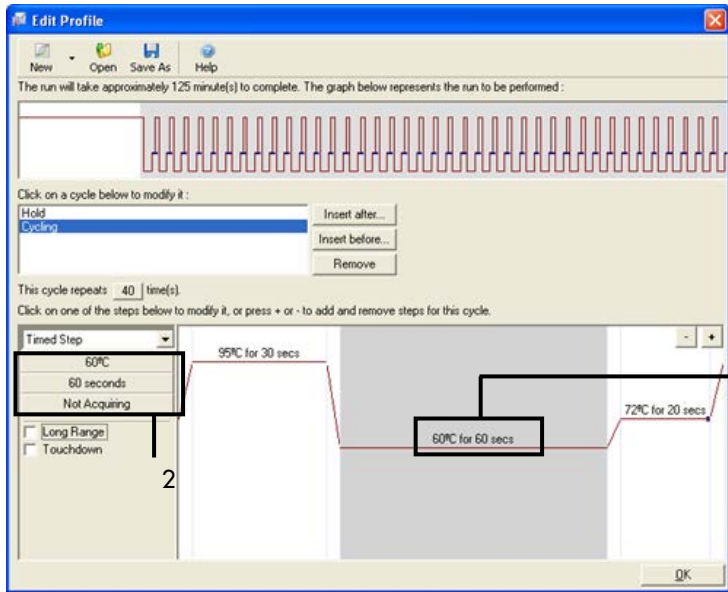 Edit Profile
New Open Save As Help
The run will take approximately 125 minute(s) to complete. The graph below represents the run to be performed :
Click on a cycle below to modify it :
Hold
Cycling
Insert after...
Insert before...
Remove
This cycle repeats 40 time(s).
Click on one of the steps below to modify it, or press + or - to add and remove steps for this cycle.
Timed Step
- +
60ºC
60 seconds
Not Acquiring
Long Range
Touchdown
2
95ºC for 30 secs
60ºC for 60 secs
72ºC for 20 secs
OK